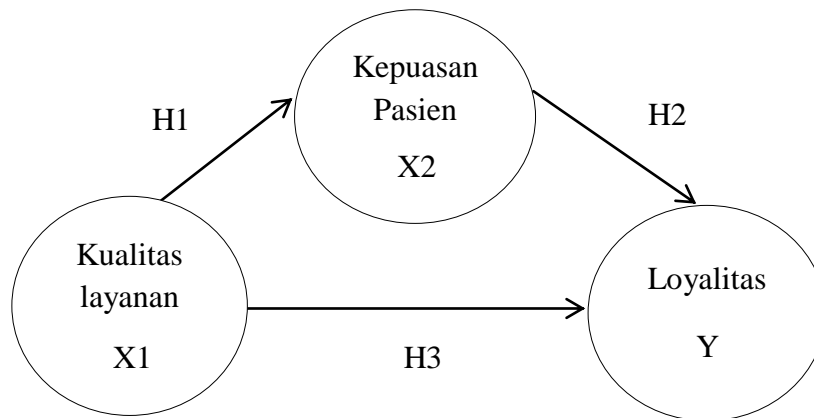 Kepuasan
Pasien
X2
H1
H2
Kualitas
layanan
X1
Loyalitas
Y
H3